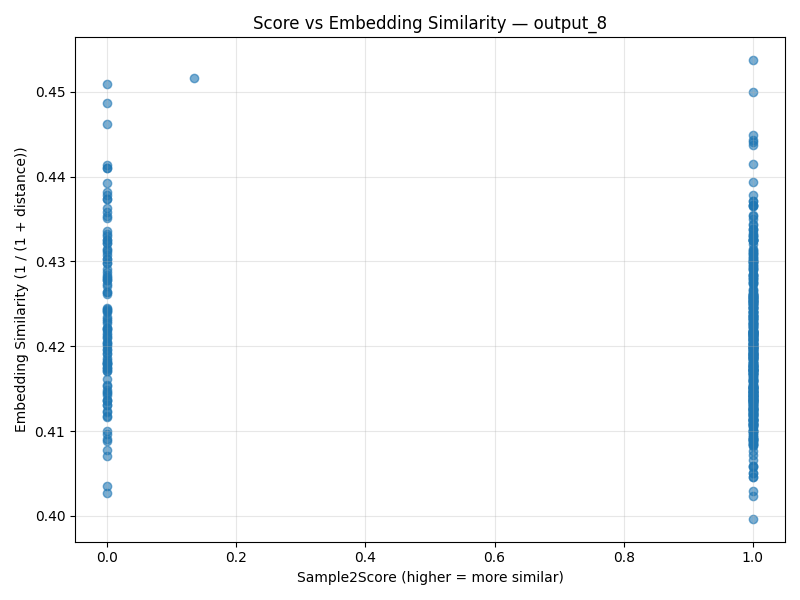 Score vs Embedding Similarity — output_8
Embedding Similarity (1 / (1 + distance))
0.45
0.44
0.43
0.42
0.41
0.40
0.0 0.2 0.4 0.6 0.8 1.0
Sample2Score (higher = more similar)